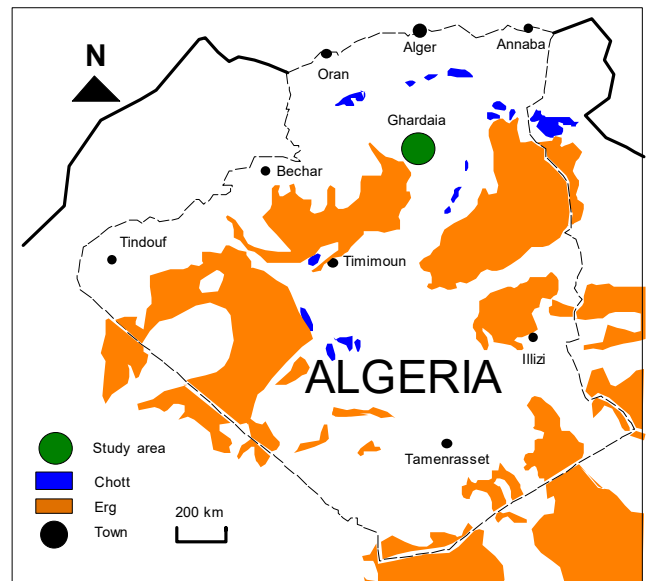 N
Alger
Annaba
Oran
Ghardaia
Bechar
Tindouf
Timimoun
Illizi
ALGERIA
Tamenrasset
Study area
Chott
Erg
Town
200 km